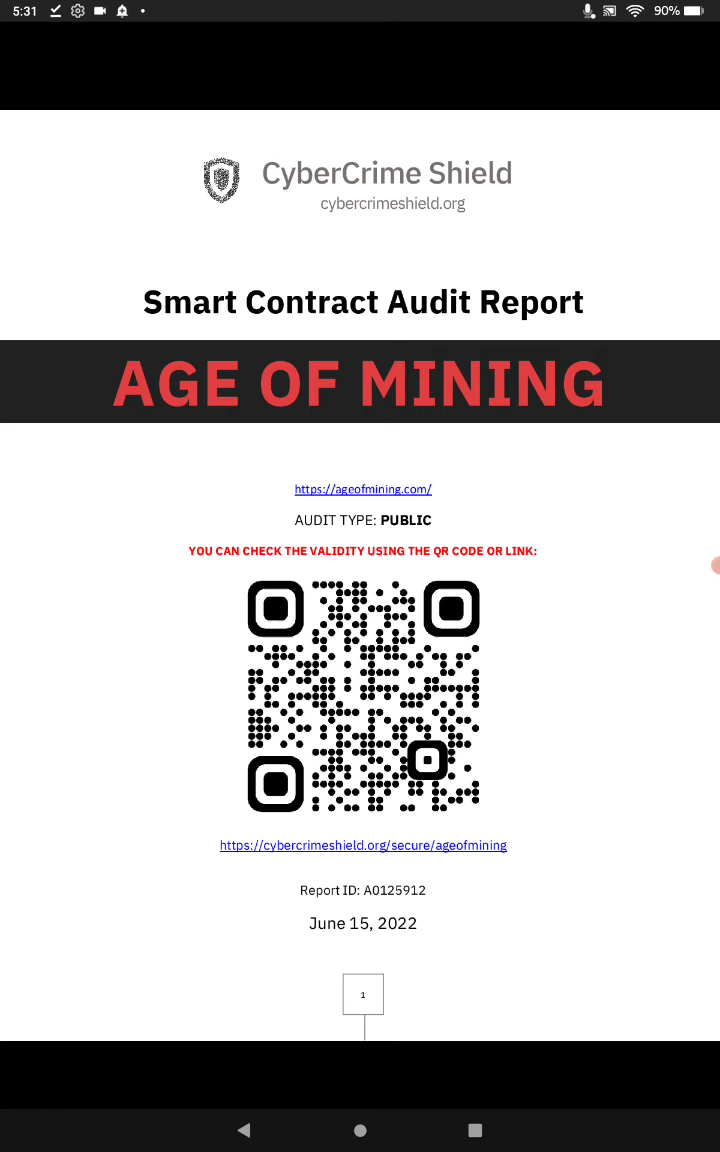 5:31
90%
CyberCrime Shield
cybercrimeshield.org
Smart Contract Audit Report
AGE OF MINING
https://ageofmining.com/
AUDIT TYPE: PUBLIC
YOU CAN CHECK THE VALIDITY USING THE QR CODE OR LINK:
https://cybercrimeshield.org/secure/ageofmining
Report ID: A0125912
June 15, 2022
1